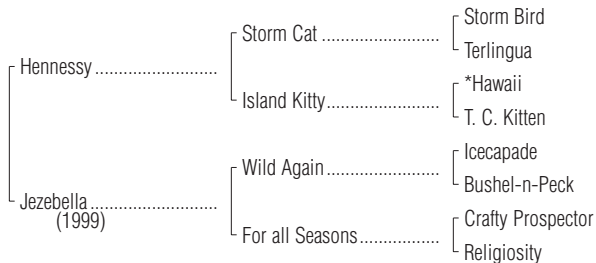 Storm Bird
Storm Cat ........................
Terlingua
Hennessy .........................
*Hawaii
Island Kitty.......................
T. C. Kitten
Icecapade
Wild Again .......................
Bushel-n-Peck
Jezebella ..........................
(1999)
Crafty Prospector
For all Seasons.................
Religiosity